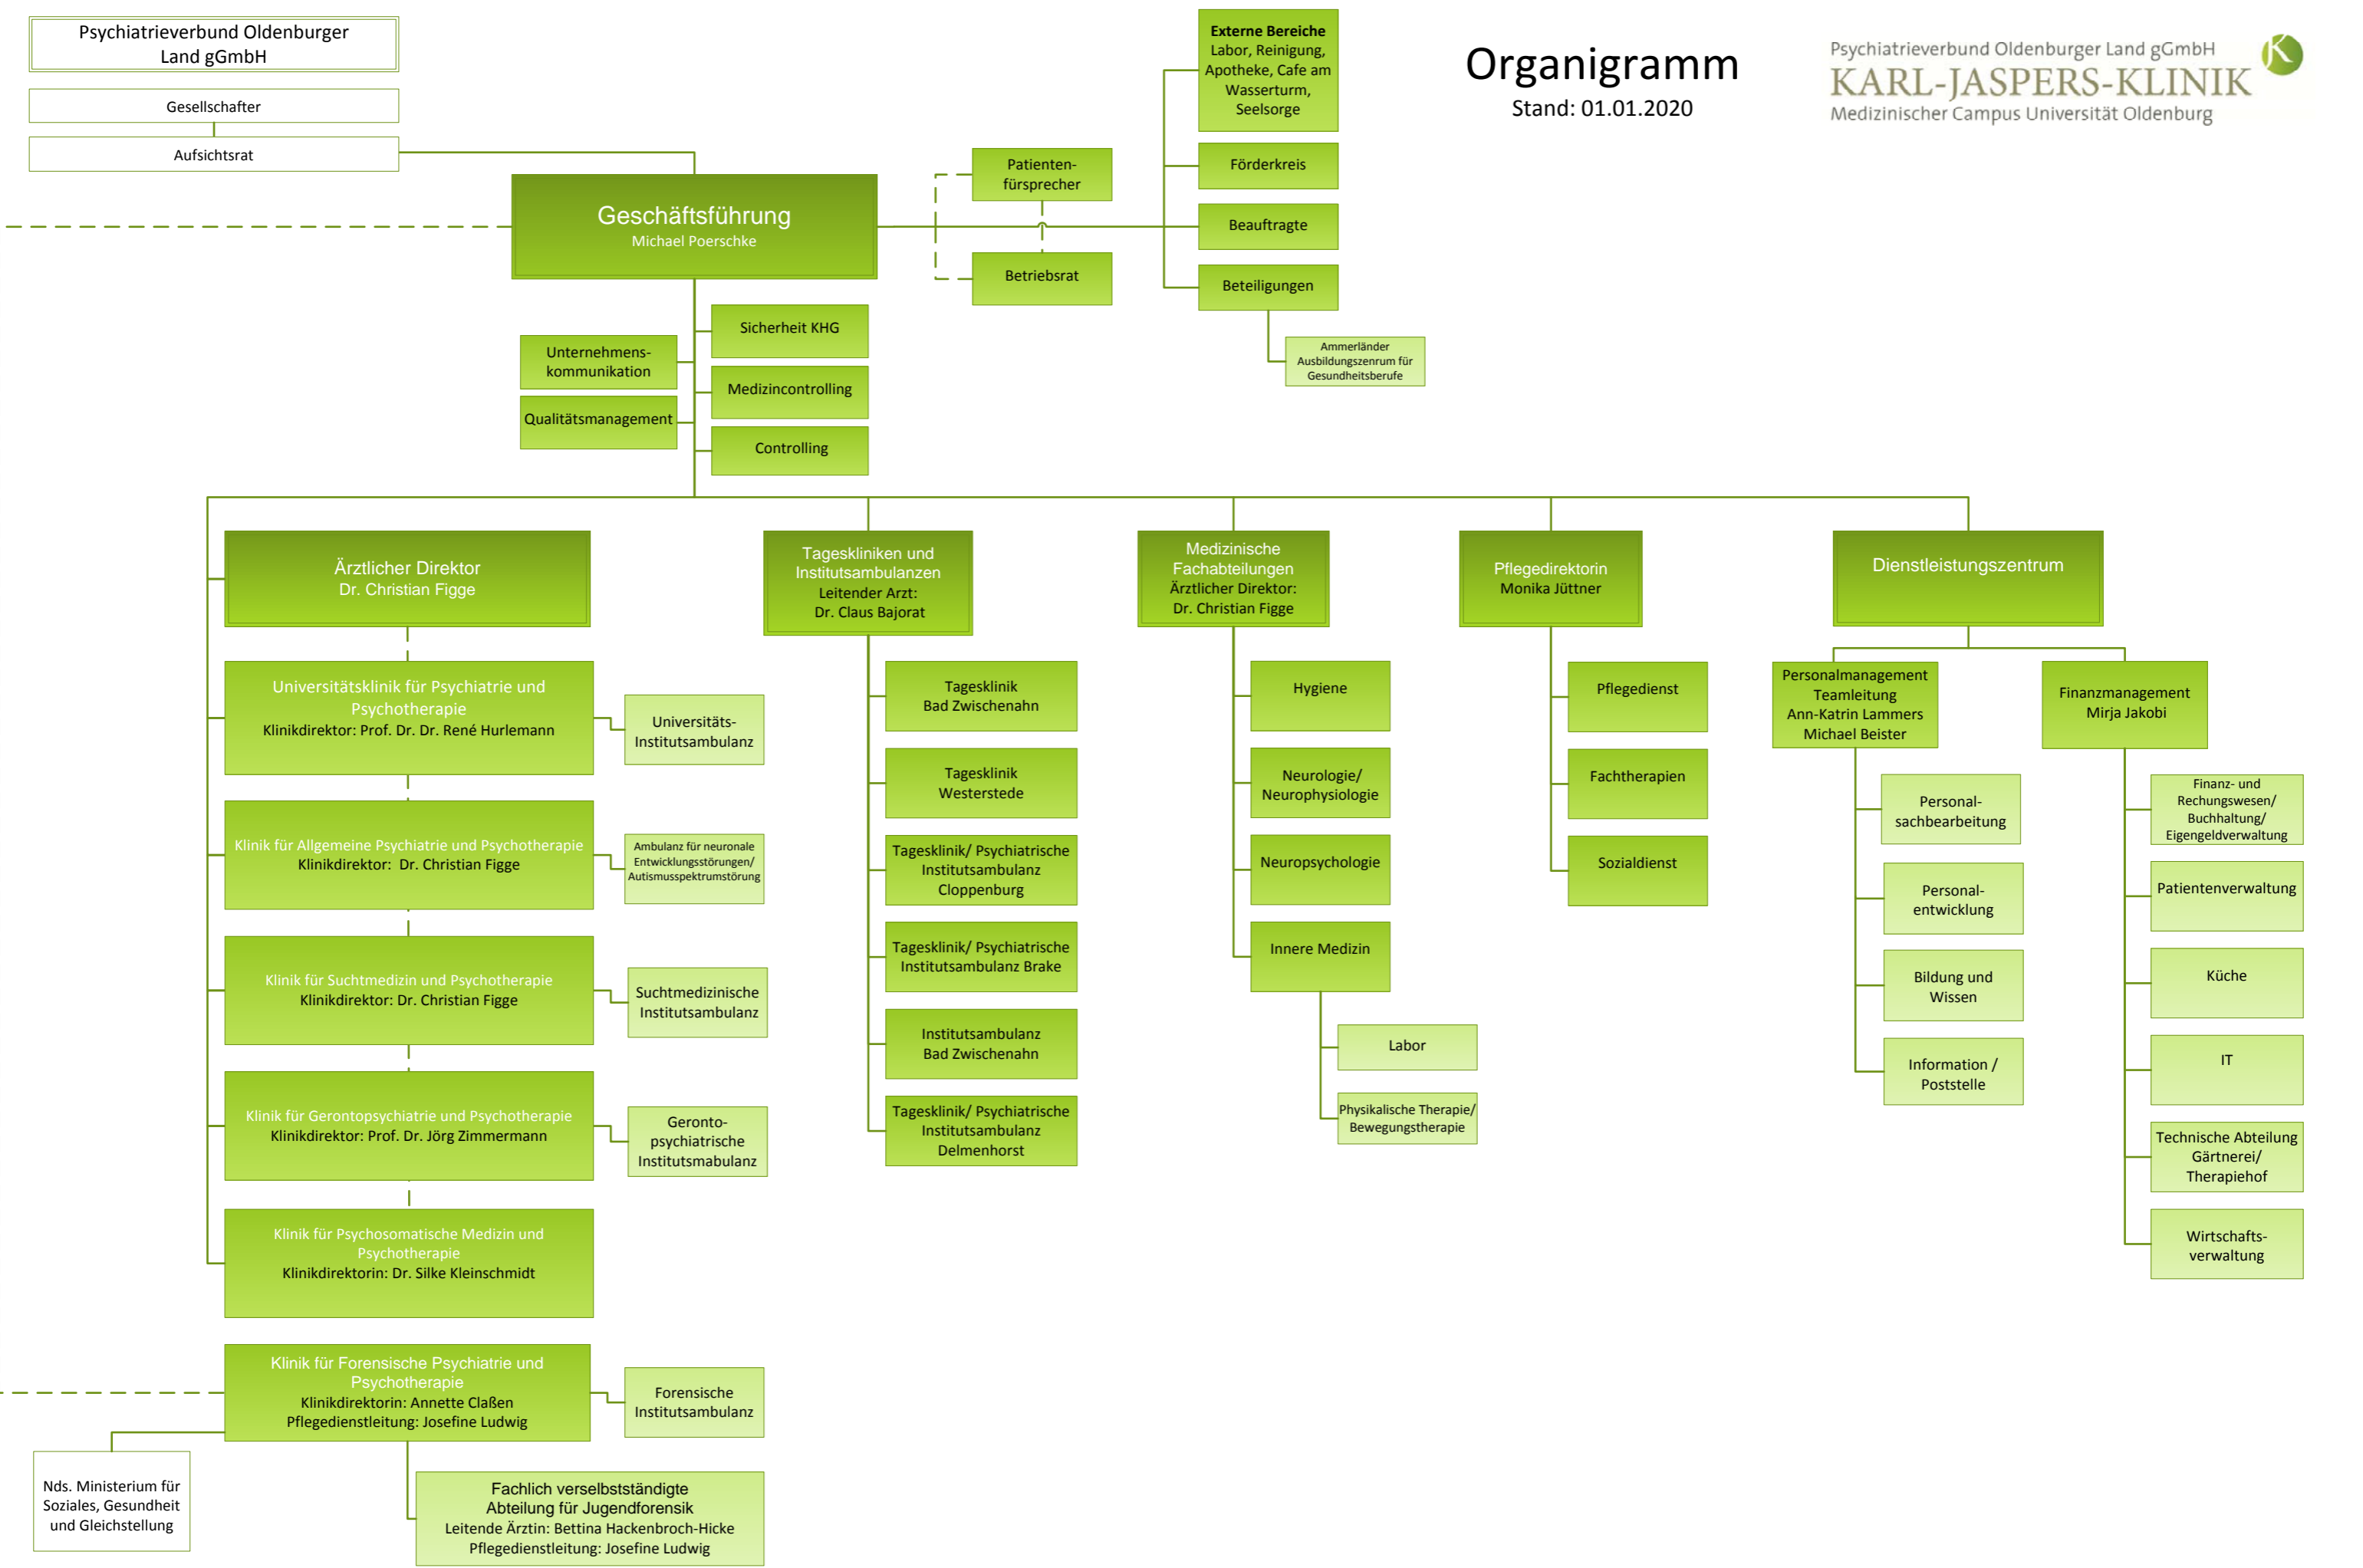 Psychiatrieverbund Oldenburger
Land gGmbH
Gesellschafter
Aufsichtsrat
Organigramm
Stand: 01.01.2020
Psychiatrieverbund Oldenburger Land gGmbH
KARL-JASPERS-KLINIK
Medizinischer Campus Universität Oldenburg
K
Geschäftsführung
Michael Poerschke
Patienten-
fürsprecher
Betriebsrat
Externe Bereiche
Labor, Reinigung,
Apotheke, Cafe am
Wasserturm,
Seelsorge
Förderkreis
Beauftragte
Beteiligungen
Ammerländer
Ausbildungszenrum für
Gesundheitsberufe
Sicherheit KHG
Unternehmens-
kommunikation
Medizincontrolling
Qualitätsmanagement
Controlling
Ärztlicher Direktor
Dr. Christian Figge
Universitätsklinik für Psychiatrie und
Psychotherapie
Klinikdirektor: Prof. Dr. Dr. René Hurlemann
Universitäts-
Institutsambulanz
Klinik für Allgemeine Psychiatrie und Psychotherapie
Klinikdirektor: Dr. Christian Figge
Ambulanz für neuronale
Entwicklungsstörungen/
Autismusspektrumstörung
Klinik für Suchtmedizin und Psychotherapie
Klinikdirektor: Dr. Christian Figge
Suchtmedizinische
Institutsambulanz
Klinik für Gerontopsychiatrie und Psychotherapie
Klinikdirektor: Prof. Dr. Jörg Zimmermann
Geronto-
psychiatrische
Institutsmabulanz
Klinik für Psychosomatische Medizin und
Psychotherapie
Klinikdirektorin: Dr. Silke Kleinschmidt
Klinik für Forensische Psychiatrie und
Psychotherapie
Klinikdirektorin: Annette Claßen
Pflegedienstleitung: Josefine Ludwig
Forensische
Institutsambulanz
Nds. Ministerium für
Soziales, Gesundheit
und Gleichstellung
Fachlich verselbstständigte
Abteilung für Jugendforensik
Leitende Ärztin: Bettina Hackenbroch-Hicke
Pflegedienstleitung: Josefine Ludwig
Tageskliniken und
Institutsambulanzen
Leitender Arzt:
Dr. Claus Bajorat
Tagesklinik
Bad Zwischenahn
Tagesklinik
Westerstede
Tagesklinik/ Psychiatrische
Institutsambulanz
Cloppenburg
Tagesklinik/ Psychiatrische
Institutsambulanz Brake
Institutsambulanz
Bad Zwischenahn
Tagesklinik/ Psychiatrische
Institutsambulanz
Delmenhorst
Medizinische
Fachabteilungen
Ärztlicher Direktor:
Dr. Christian Figge
Hygiene
Neurologie/
Neurophysiologie
Neuropsychologie
Innere Medizin
Labor
Physikalische Therapie/
Bewegungstherapie
Pflegedirektorin
Monika Jüttner
Pflegedienst
Fachtherapien
Sozialdienst
Dienstleistungszentrum
Personalmanagement
Teamleitung
Ann-Katrin Lammers
Michael Beister
Personal-
sachbearbeitung
Personal-
entwicklung
Bildung und
Wissen
Information /
Poststelle
Finanzmanagement
Mirja Jakobi
Finanz- und
Rechungswesen/
Buchhaltung/
Eigengeldverwaltung
Patientenverwaltung
Küche
IT
Technische Abteilung
Gärtnerei/
Therapiehof
Wirtschafts-
verwaltung